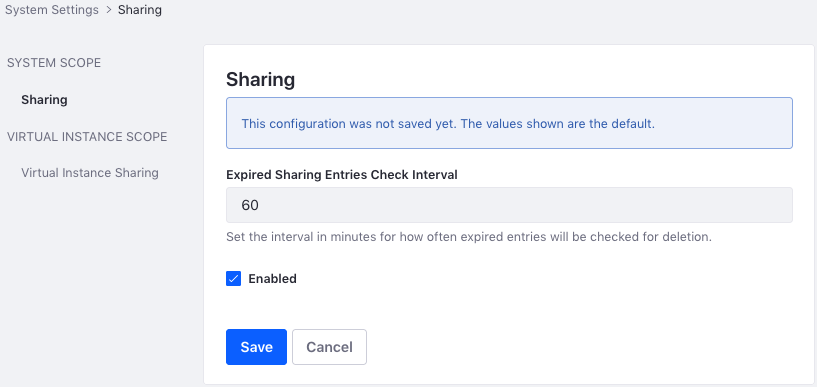 System Settings > Sharing
SYSTEM SCOPE
Sharing
VIRTUAL INSTANCE SCOPE
Virtual Instance Sharing
Sharing
This configuration was not saved yet. The values shown are the default.
Expired Sharing Entries Check Interval
60
Set the interval in minutes for how often expired entries will be checked for deletion.
Enabled
Save Cancel